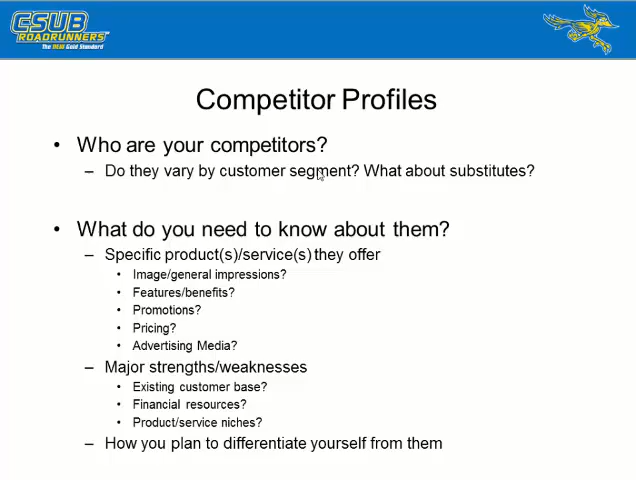 CSUB
ROADRUNNERS
The NEW Gold Standard
Competitor Profiles
• Who are your competitors?
– Do they vary by customer segment? What about substitutes?
• What do you need to know about them?
– Specific product(s)/service(s) they offer
• Image/general impressions?
• Features/benefits?
• Promotions?
• Pricing?
• Advertising Media?
– Major strengths/weaknesses
• Existing customer base?
• Financial resources?
• Product/service niches?
– How you plan to differentiate yourself from them